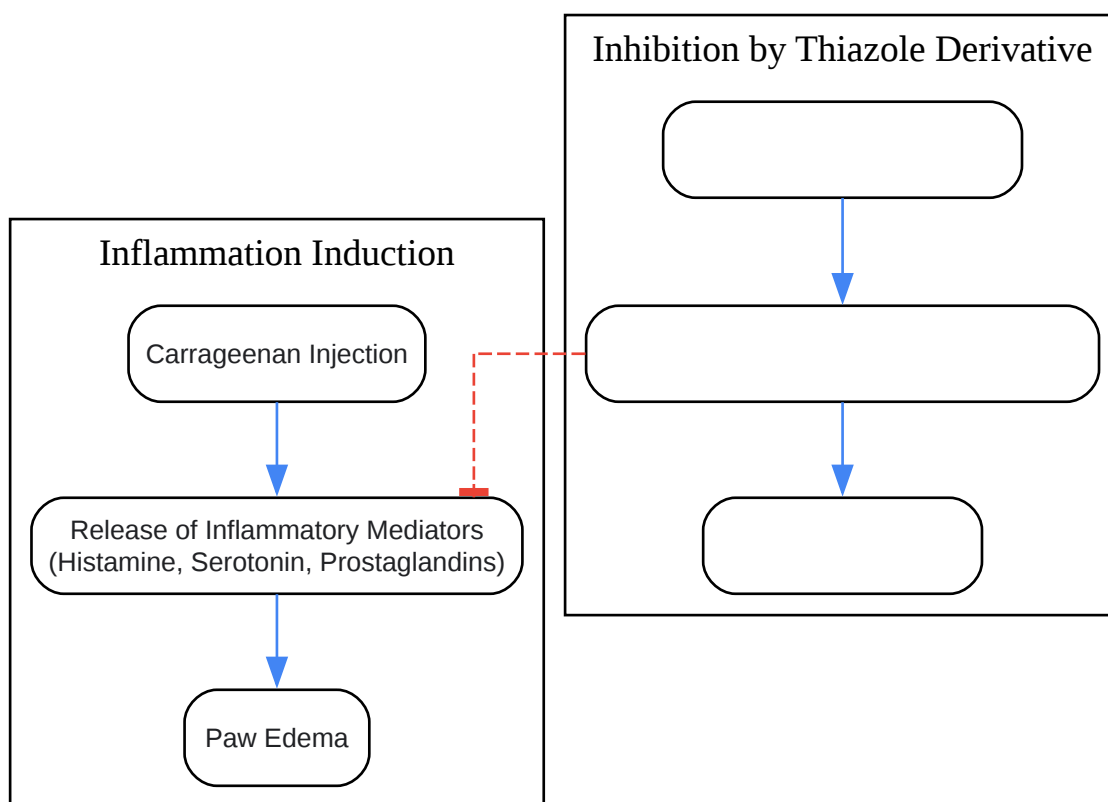 Inhibition by Thiazole Derivative
Inflammation Induction
Carrageenan Injection
Release of Inflammatory Mediators
(Histamine, Serotonin, Prostaglandins)
Paw Edema